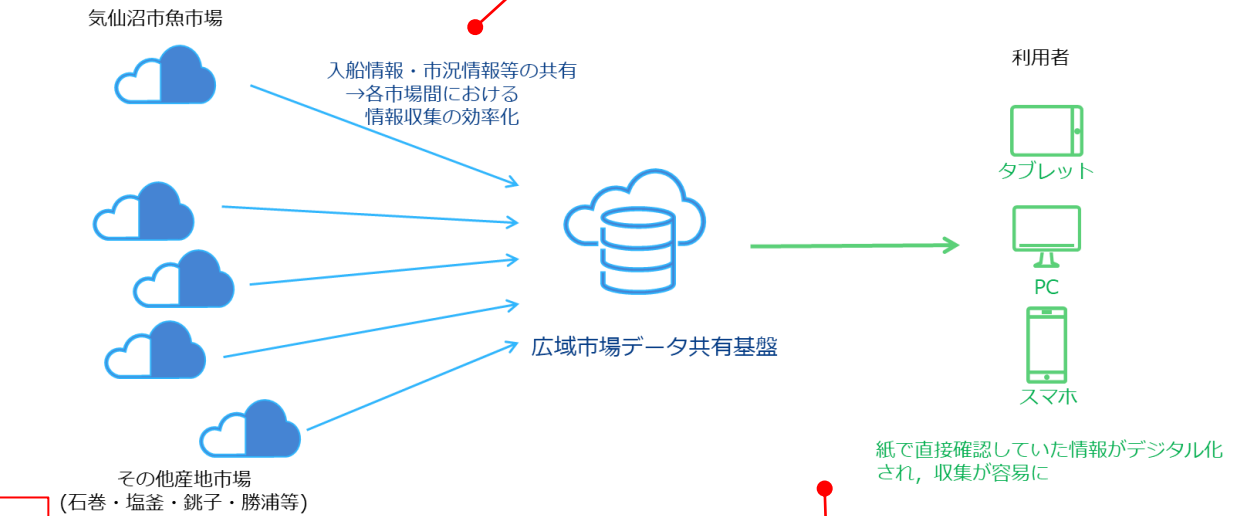 気仙沼市魚市場
入船情報・市況情報等の共有
→各市場間における
情報収集の効率化
利用者
タブレット
PC
スマホ
広域市場データ共有基盤
紙で直接確認していた情報がデジタル化
され，収集が容易に
その他産地市場
(石巻・塩釜・銚子・勝浦等)